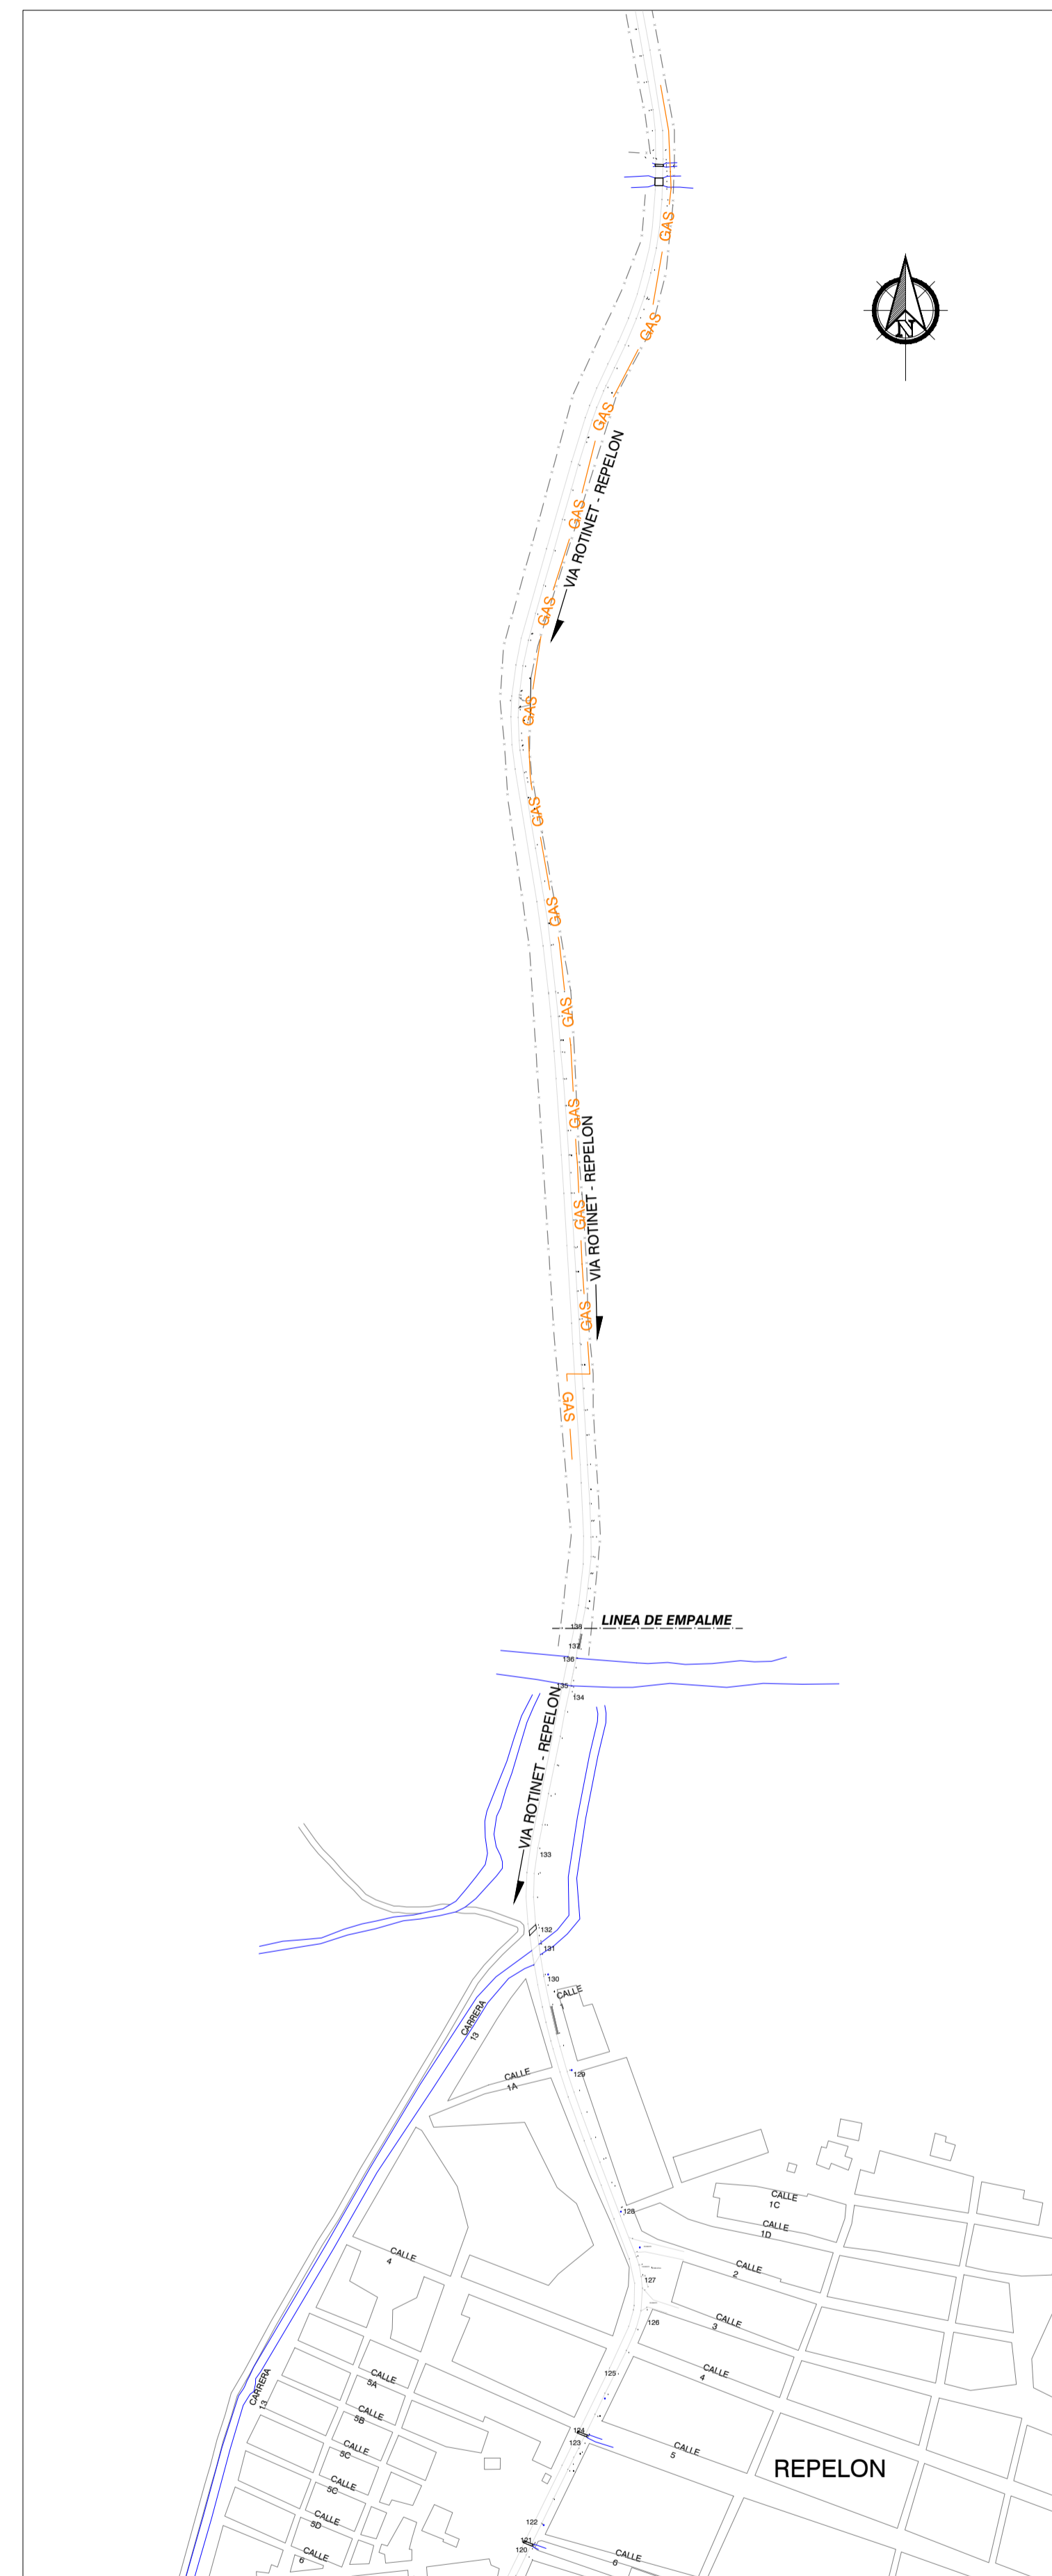 GAS
N
GAS
GAS
VIA ROTINET - REPELON
GAS
GAS
GAS
GAS
GAS
GAS
GAS
VIA ROTINET - REPELON
GAS
GAS
GAS
LINEA DE EMPALME
138
137
136
135
134
VIA ROTINET - REPELON
133
132
131
130
CALLE
1
CARRERA
13
129
CALLE
1A
CALLE
1C
128
CALLE
1D
CALLE
4
CALLE
2
127
CALLE
3
126
CALLE
4
125
CALLE
5A
CARRERA
13
CALLE
5B
124
123
CALLE
5C
CALLE
5
REPELON
CALLE
5C
CALLE
5D
122
121
120
CALLE
6
CALLE
6